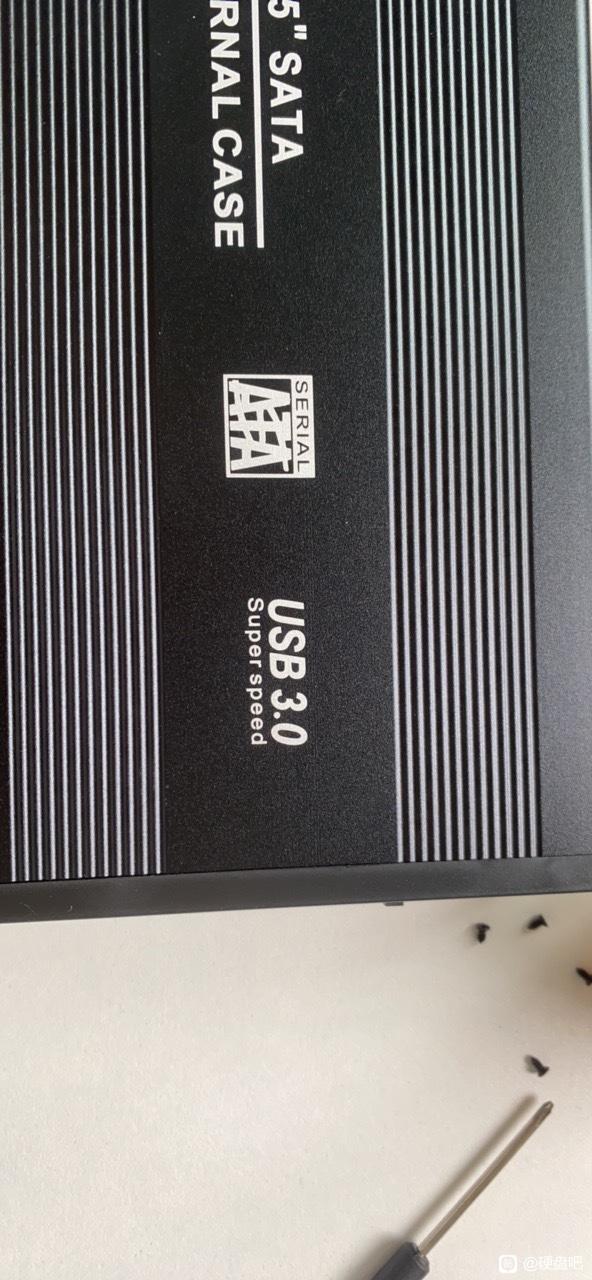 5" SATA
RNAL CASE
SERIAL
ATA
USB 3.0
Super speed
@硬盘吧